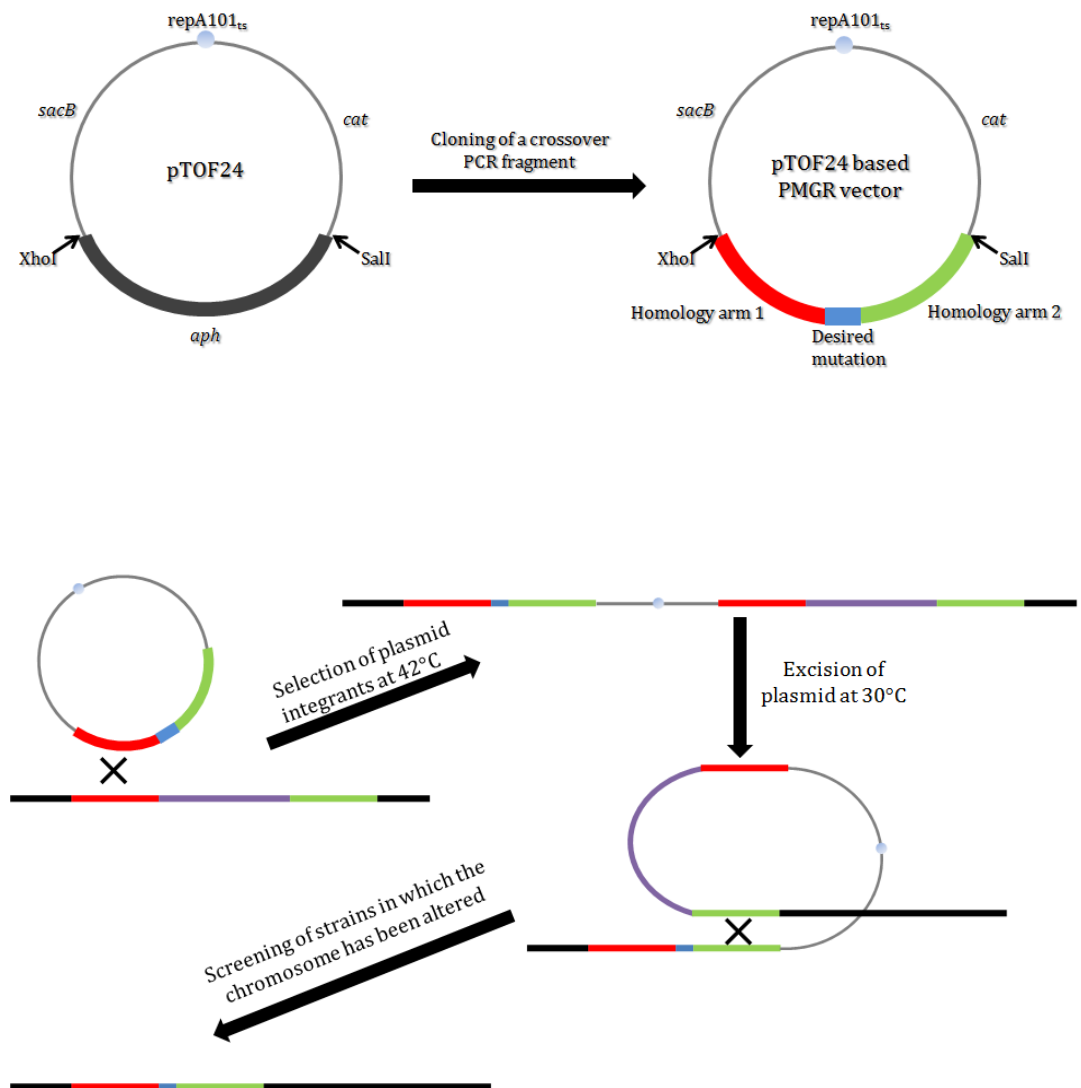 repA101ts
sacB
cat
pTOF24
XhoI
SalI
aph
Cloning of a crossover
PCR fragment
repA101ts
sacB
cat
pTOF24 based
PMGR vector
XhoI
SalI
Homology arm 1
Homology arm 2
Desired
mutation
Selection of plasmid
integrants at 42°C
Excision of
plasmid at 30°C
Screening of strains in which the
chromosome has been altered